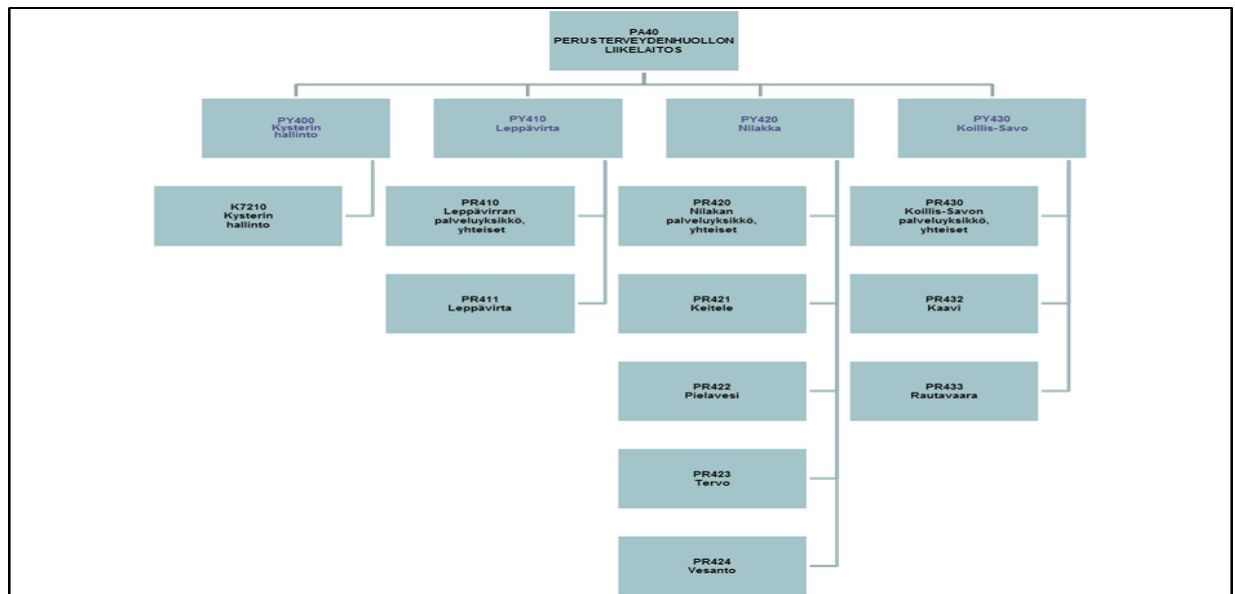 PA40
PERUSTERVEYDENHUOLLON
LIIKELAITOS
PY400
Kysterin
hallinto
PY410
Leppävirta
PY420
Nilakka
PY430
Koillis-Savo
K7210
Kysterin
hallinto
PR410
Leppävirran
palveluyksikkö,
yhteiset
PR411
Leppävirta
PR420
Nilakan
palveluyksikkö,
yhteiset
PR421
Keitele
PR422
Pielavesi
PR423
Tervo
PR424
Vesanto
PR430
Koillis-Savon
palveluyksikkö,
yhteiset
PR432
Kaavi
PR433
Rautavaara